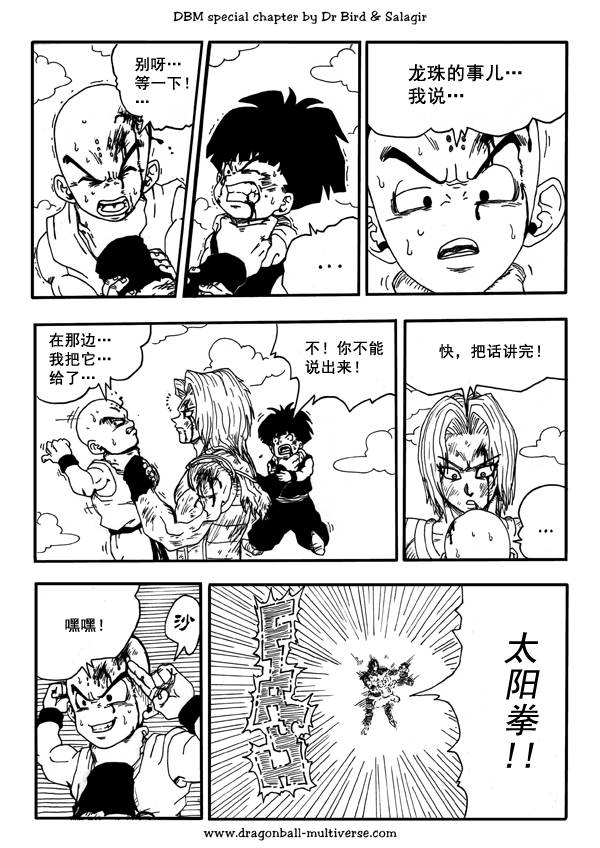 DBM special chapter by Dr Bird & Salagir
别呀…
等一下！
…
…
龙珠的事儿…
我说…
在那边…
我把它…
给了…
不！你不能
说出来！
快，把话讲完！
…
嘿嘿！
沙
太阳拳！！
www.dragonball-multiverse.com